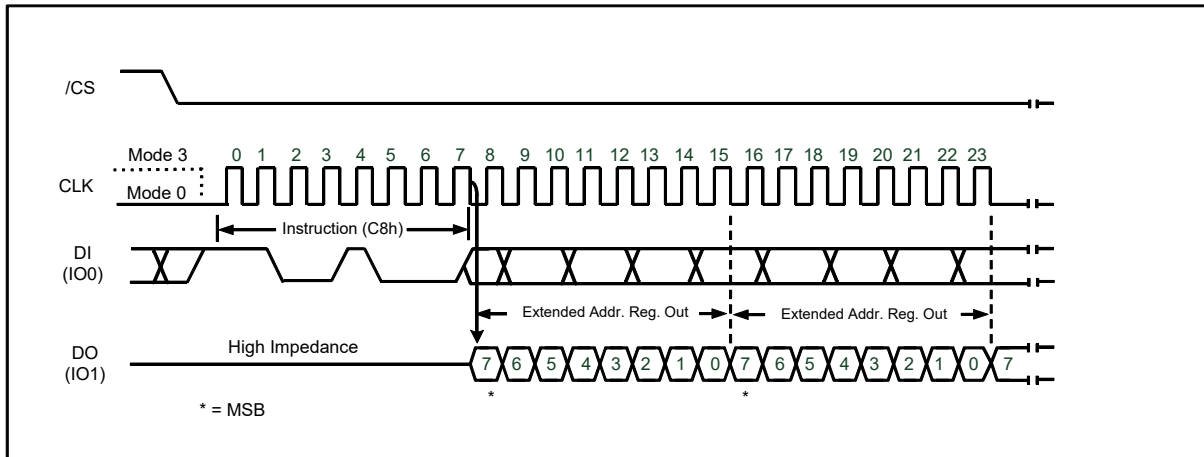 /CS
Mode 3
0 1 2 3 4 5 6 7 8 9 10 11 12 13 14 15 16 17 18 19 20 21 22 23
CLK
Mode 0
Instruction (C8h)
DI
(IO0)
Extended Addr. Reg. Out
Extended Addr. Reg. Out
High Impedance
DO
(IO1)
7 6 5 4 3 2 1 0 7 6 5 4 3 2 1 0 7
* *
* = MSB